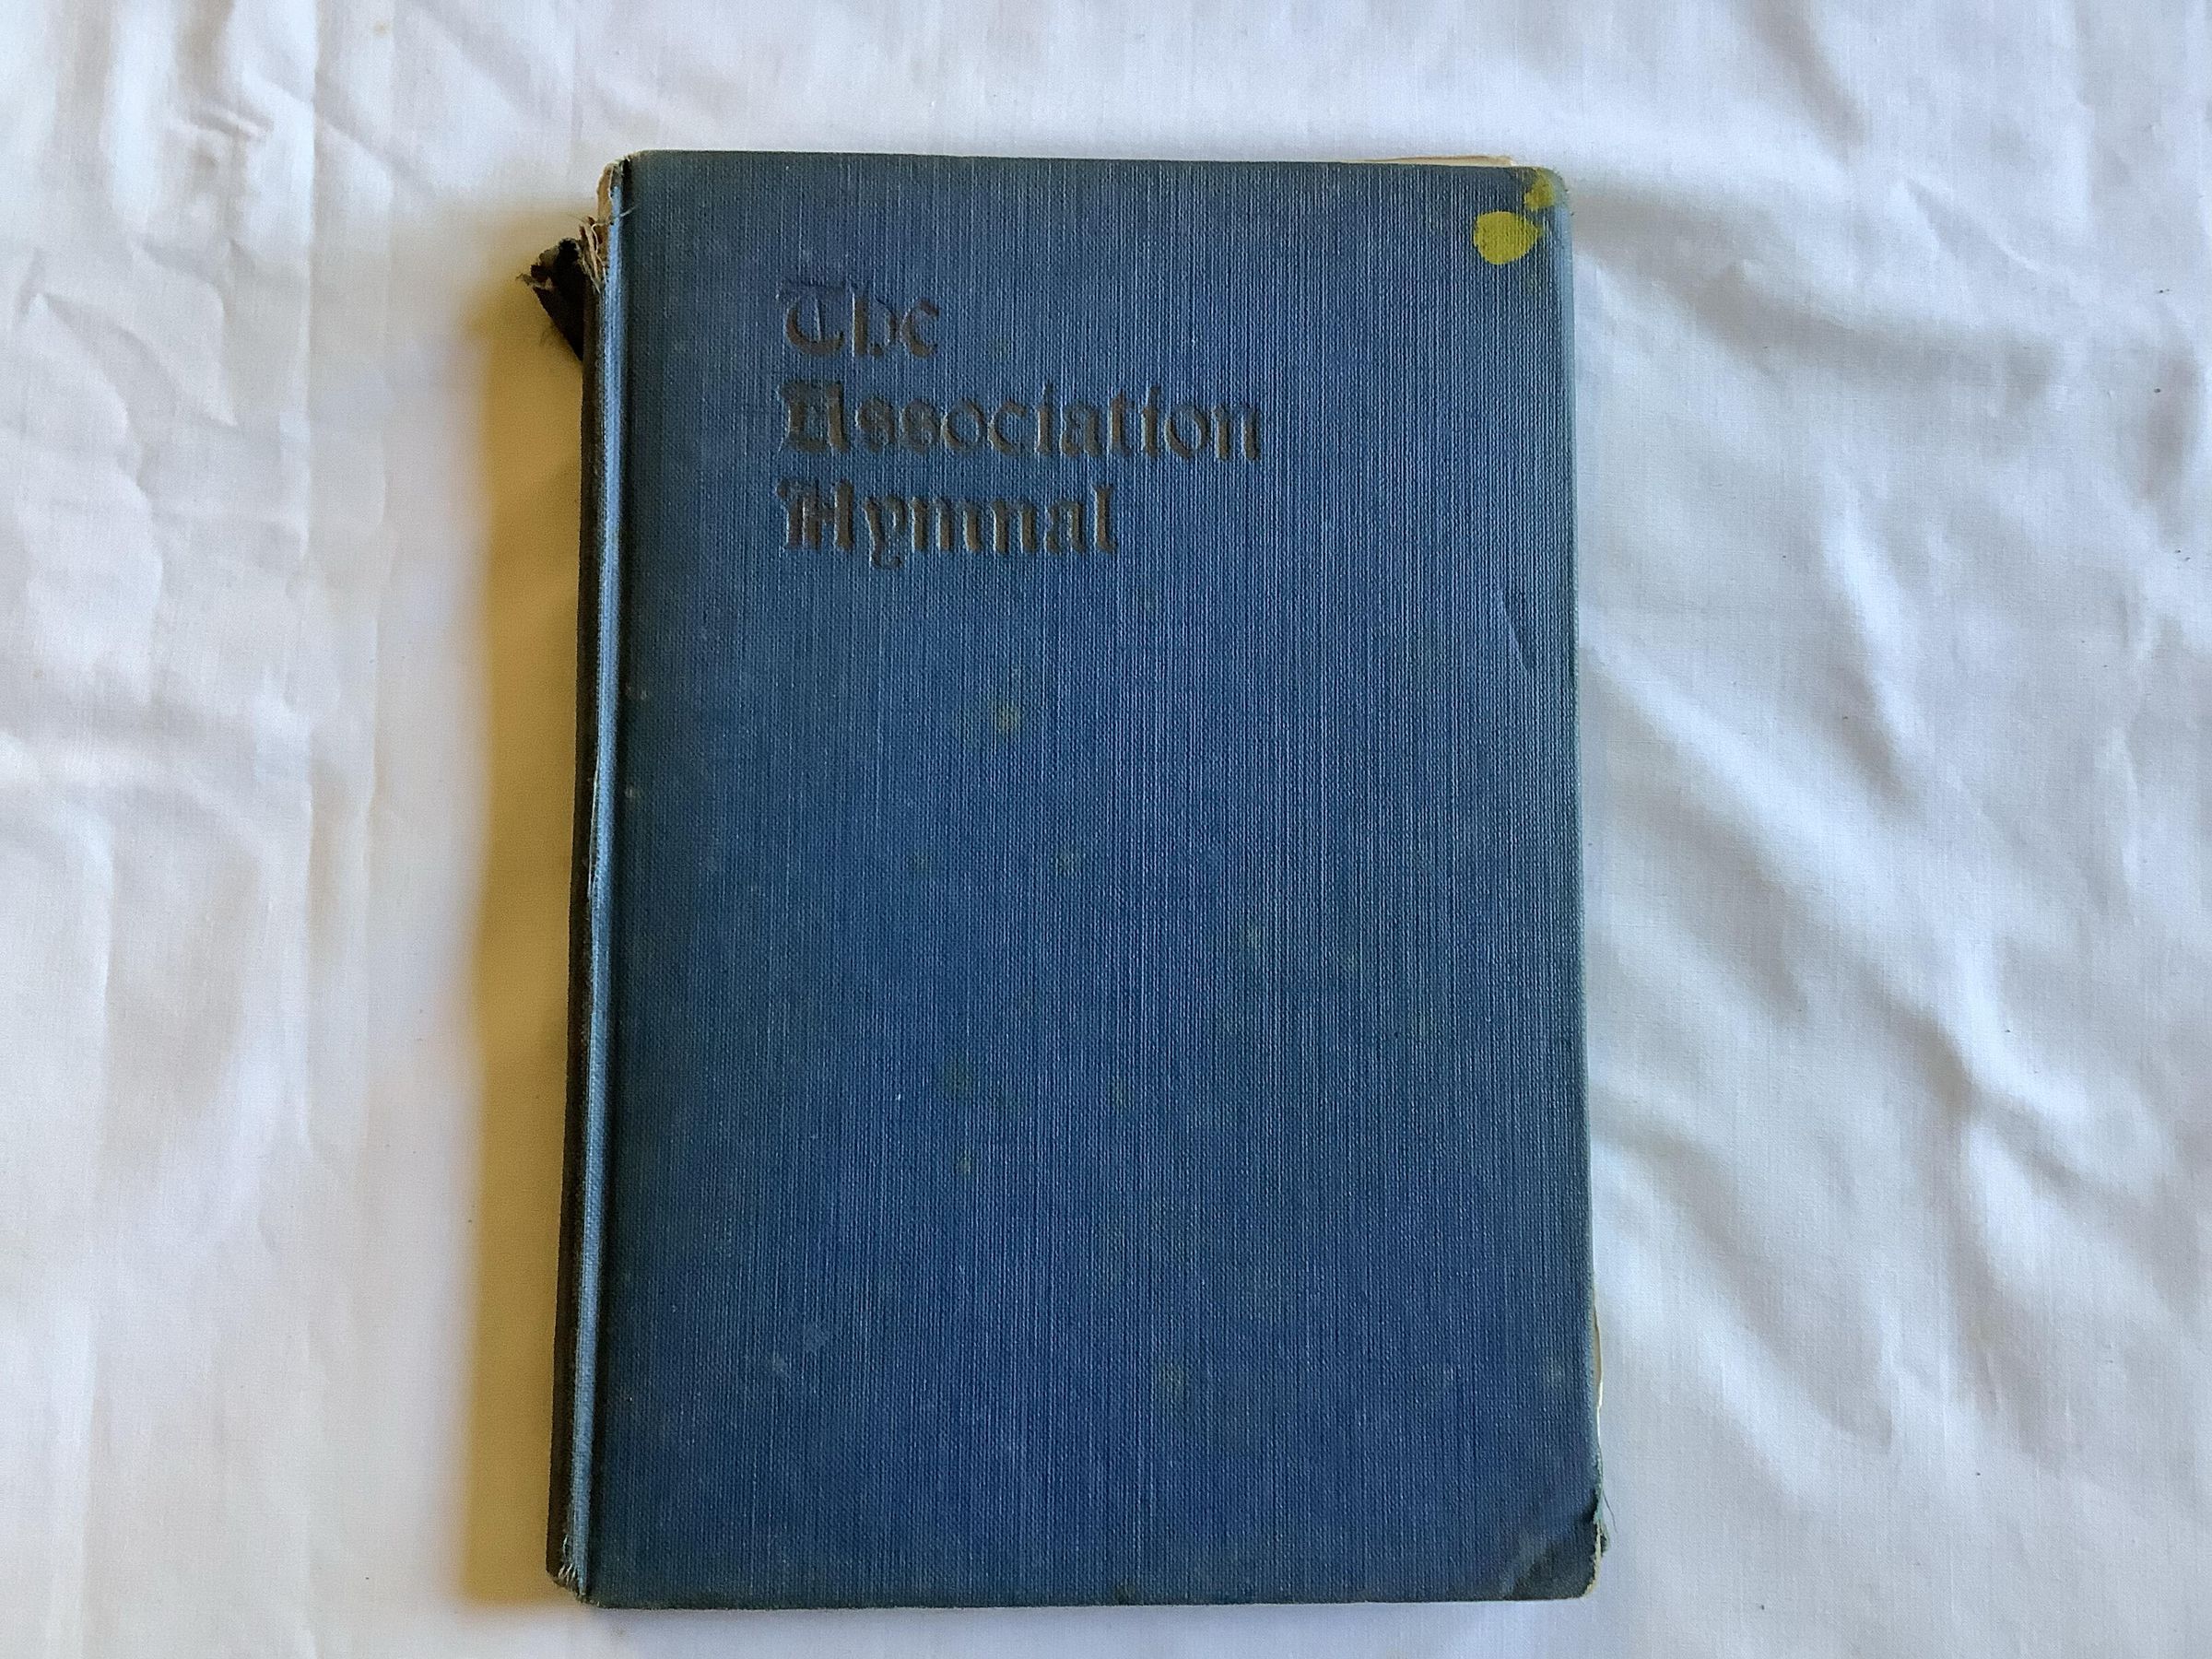 The
Association
Hymnal